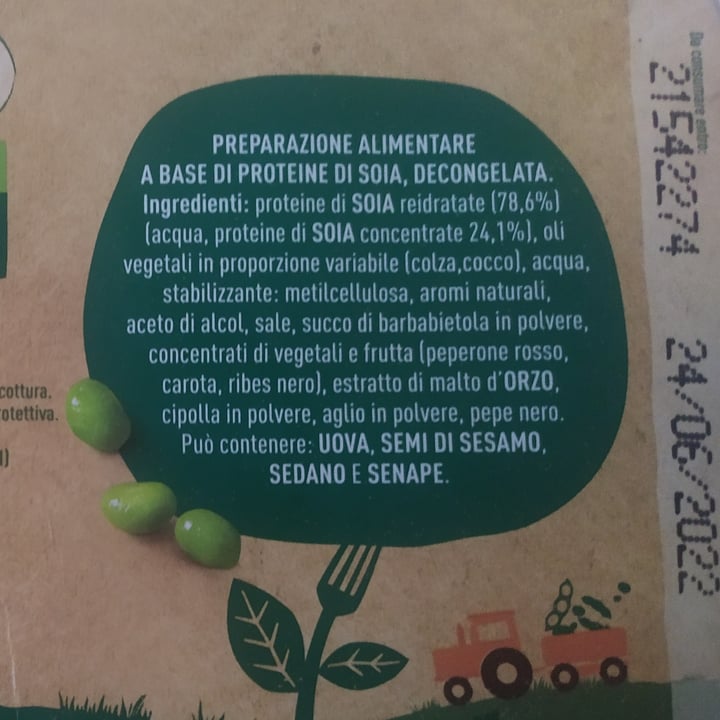 PREPARAZIONE ALIMENTARE
A BASE DI PROTEINE DI SOIA, DECONGELATA.
Ingredienti: proteine di SOIA reidratate (78,6%)
(acqua, proteine di SOIA concentrate 24,1%), oli
vegetali in proporzione variabile (colza,cocco), acqua,
stabilizzante: metilcellulosa, aromi naturali,
aceto di alcol, sale, succo di barbabietola in polvere,
concentrati di vegetali e frutta (peperone rosso,
carota, ribes nero), estratto di malto d'ORZO,
cipolla in polvere, aglio in polvere, pepe nero.
Può contenere: UOVA, SEMI DI SESAMO,
SEDANO E SENAPE.
cottura.
Da consumare entro:
21542274
24/06/2022